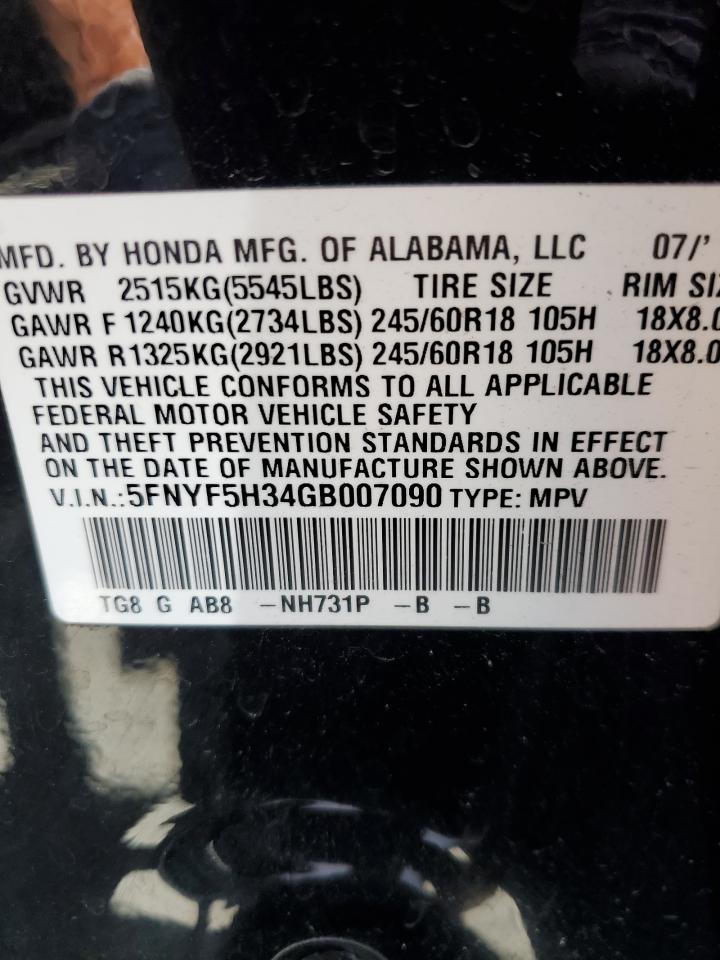 MFD. BY HONDA MFG. OF ALABAMA, LLC 07/'
GVWR 2515KG(5545LBS) TIRE SIZE RIM SIZ
GAWR F 1240KG(2734LBS) 245/60R18 105H 18X8.0
GAWR R1325KG(2921LBS) 245/60R18 105H 18X8.0
THIS VEHICLE CONFORMS TO ALL APPLICABLE
FEDERAL MOTOR VEHICLE SAFETY
AND THEFT PREVENTION STANDARDS IN EFFECT
ON THE DATE OF MANUFACTURE SHOWN ABOVE.
V.I.N.:5FNYF5H34GB007090 TYPE: MPV
TG8 G AB8 -NH731P -B -B